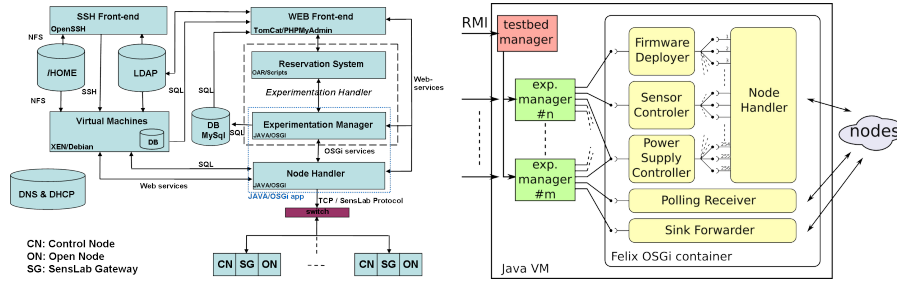 SSH Front-end
OpenSSH
WEB Front-end
TomCat/PHPMyAdmin
NFS
/HOME
LDAP
SQL
SQL
SSH
NFS
Reservation System
OAR/Scripts
Experimentation Handler
Web-
services
DB
MySql
SQL
Experimentation Manager
JAVA/OSGi
OSGi services
Virtual Machines
DB
XEN/Debian
SQL
Node Handler
JAVA/OSGI
JAVA/OSGI app
Web services
DNS & DHCP
TCP / SensLab Protocol
switch
CN: Control Node
ON: Open Node
SG: SensLab Gateway
CN SG ON
CN SG ON
RMI
testbed
manager
exp.
manager
#n
exp.
manager
#m
Firmware
Deployer
Sensor
Controler
Power
Supply
Controller
Node
Handler
Polling Receiver
Sink Forwarder
Felix OSGi container
Java VM
nodes